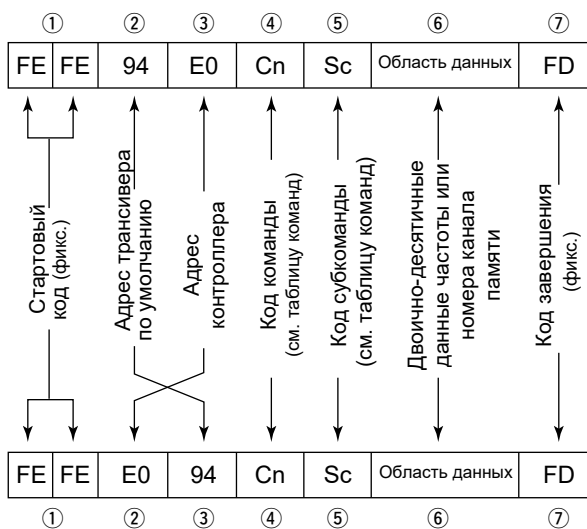 ① ② ③ ④ ⑤ ⑥ ⑦
FE FE 94 E0 Cn Sc Область данных FD
Стартовый
код (фикс.)
Адрес трансивера
по умолчанию
Адрес
контроллера
Код команды
(см. таблицу команд)
Код субкоманды
(см. таблицу команд)
Двоично-десятичные
данные частоты или
номера канала
памяти
Код завершения
(фикс.)
FE FE E0 94 Cn Sc Область данных FD
① ② ③ ④ ⑤ ⑥ ⑦